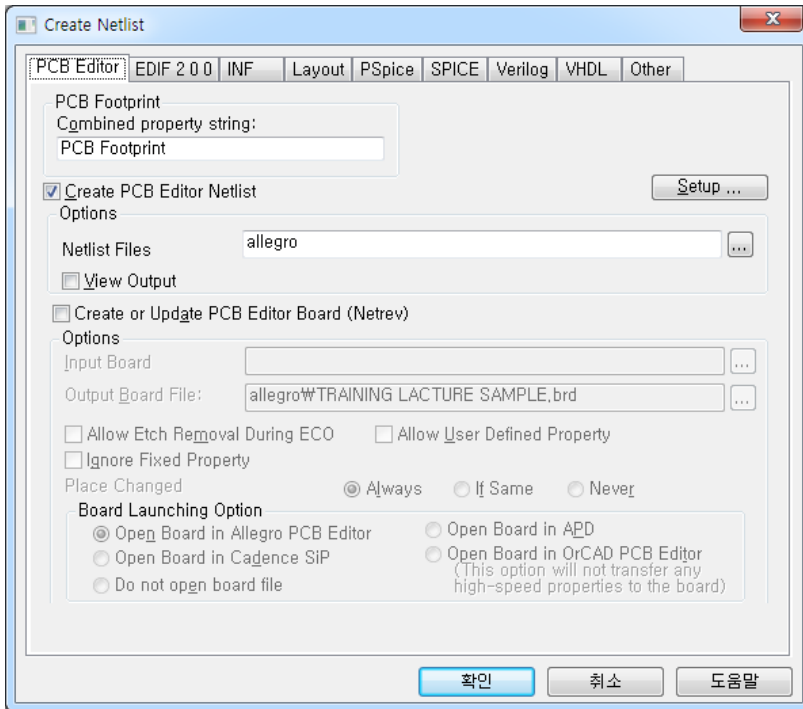 Create Netlist
PCB Editor EDIF 2 0 0 INF Layout PSpice SPICE Verilog VHDL Other
PCB Footprint
Combined property string:
PCB Footprint
Create PCB Editor Netlist
Setup ...
Options
Netlist Files allegro ...
View Output
Create or Update PCB Editor Board (Netrev)
Options
Input Board ...
Output Board File: allegro₩TRAINING LACTURE SAMPLE.brd ...
Allow Etch Removal During ECO Allow User Defined Property
Ignore Fixed Property
Place Changed Always If Same Never
Board Launching Option
Open Board in Allegro PCB Editor Open Board in APD
Open Board in Cadence SiP Open Board in OrCAD PCB Editor
(This option will not transfer any
Do not open board file high-speed properties to the board)
확인 취소 도움말